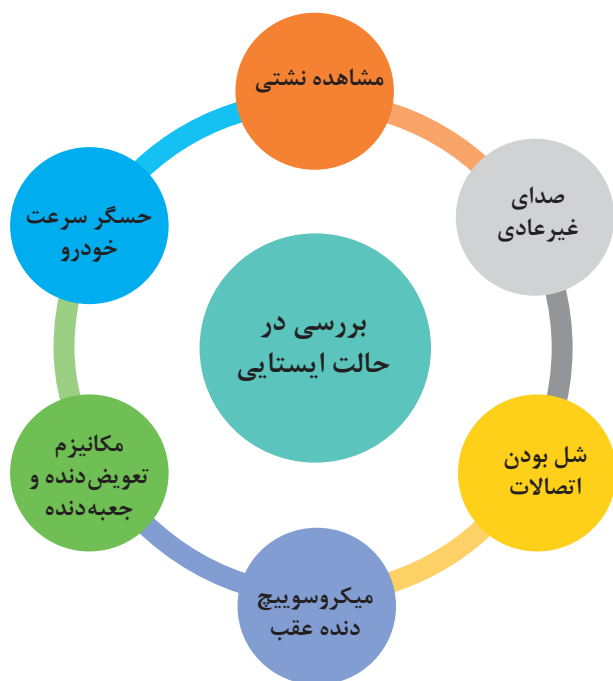 مشاهده نشتی
صدای
غیرعادی
شل بودن
اتصالات
میکروسوییچ
دنده عقب
مکانیزم
تعویض‌دنده و
جعبه‌دنده
حسگر سرعت
خودرو
بررسی در
حالت ایستایی